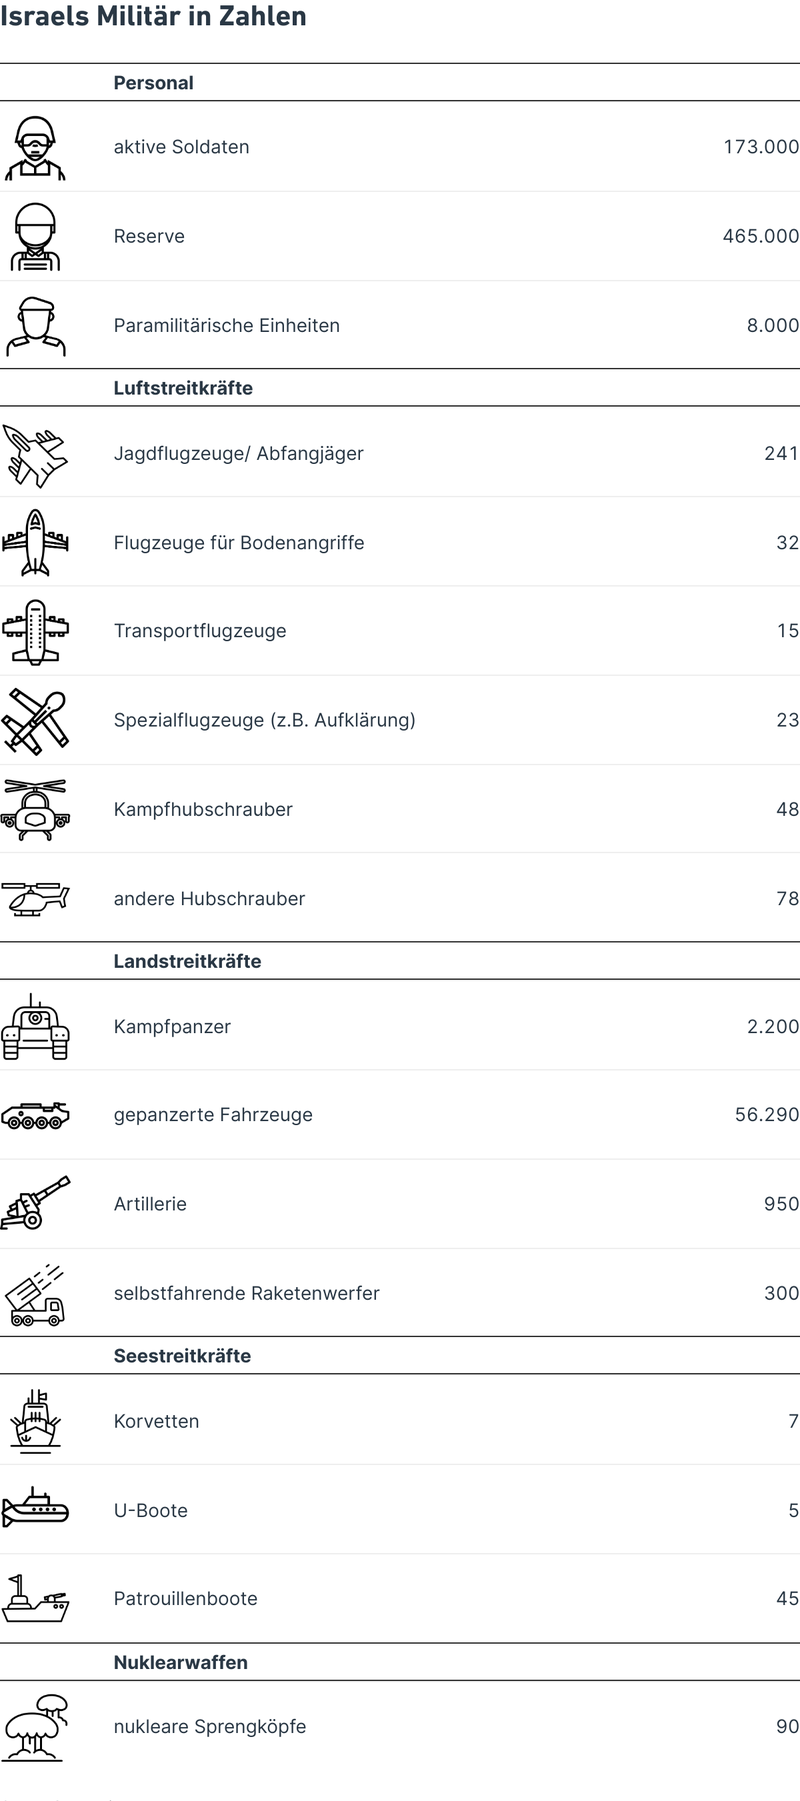 Israels Militär in Zahlen
Personal
aktive Soldaten 173.000
Reserve 465.000
Paramilitärische Einheiten 8.000
Luftstreitkräfte
Jagdflugzeuge/ Abfangjäger 241
Flugzeuge für Bodenangriffe 32
Transportflugzeuge 15
Spezialflugzeuge (z.B. Aufklärung) 23
Kampfhubschrauber 48
andere Hubschrauber 78
Landstreitkräfte
Kampfpanzer 2.200
gepanzerte Fahrzeuge 56.290
Artillerie 950
selbstfahrende Raketenwerfer 300
Seestreitkräfte
Korvetten 7
U-Boote 5
Patrouillenboote 45
Nuklearwaffen
nukleare Sprengköpfe 90